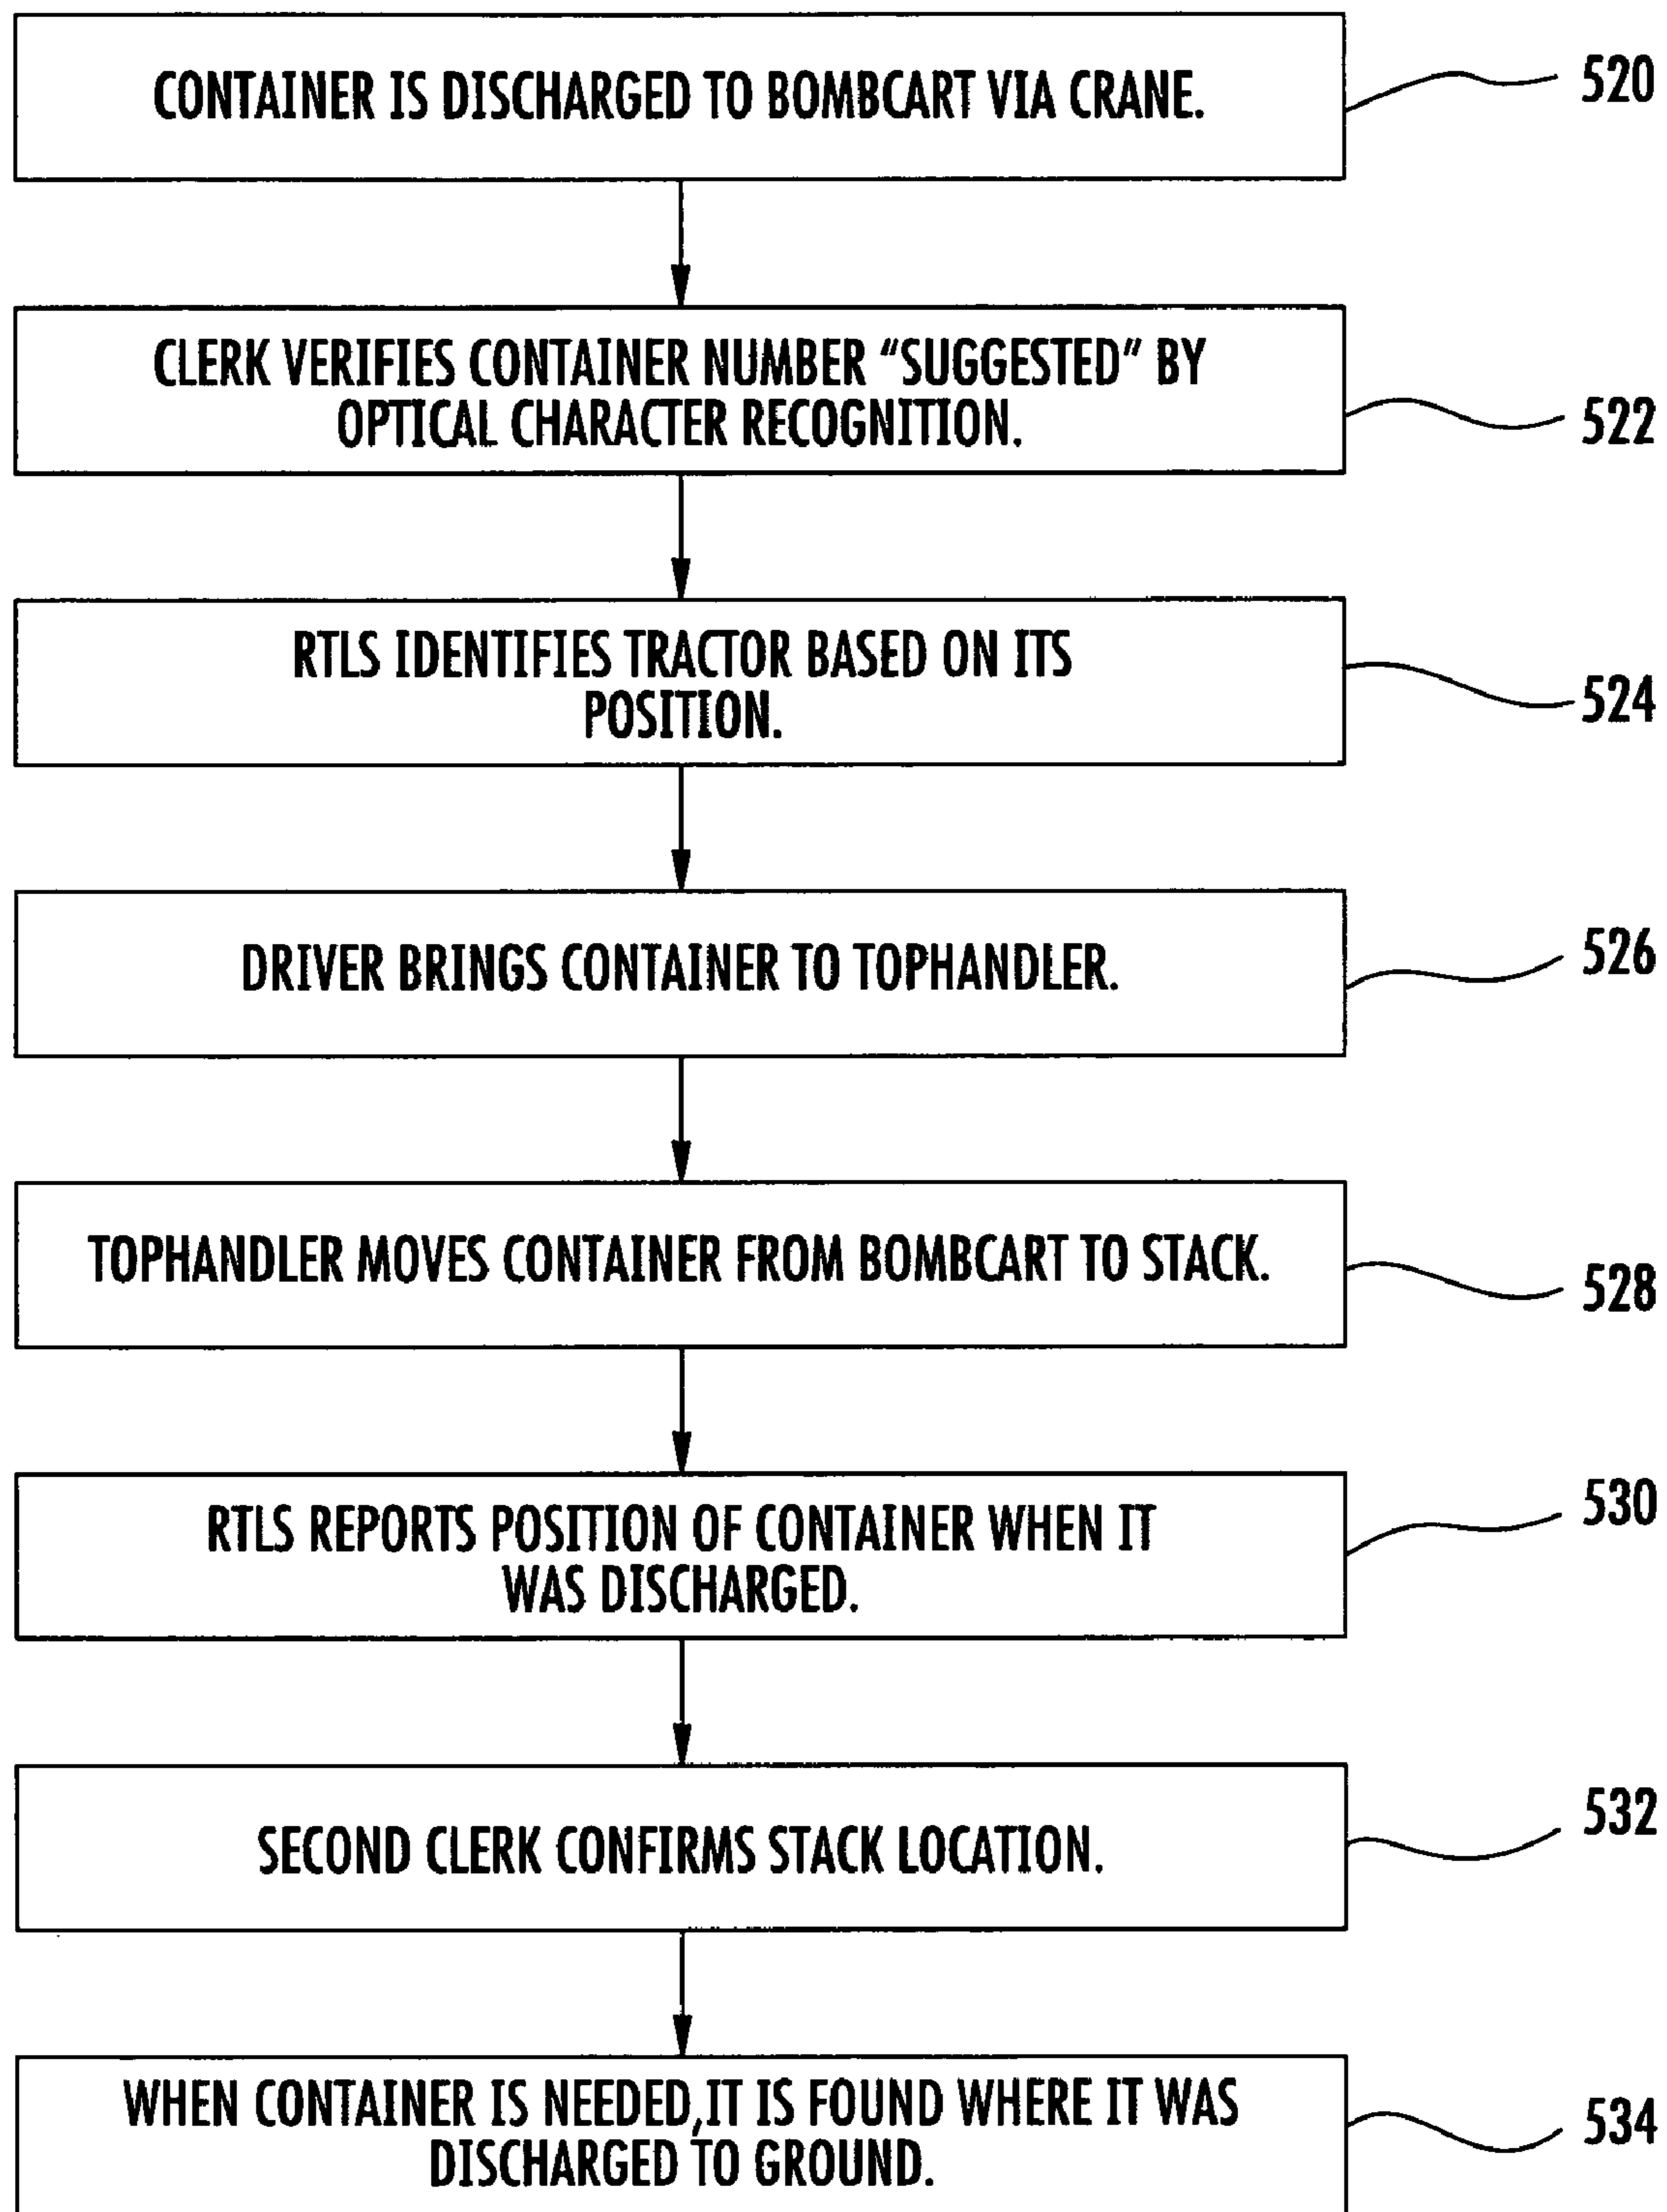 CONTAINER IS DISCHARGED TO BOMBCART VIA CRANE.
520
CLERK VERIFIES CONTAINER NUMBER “SUGGESTED” BY
OPTICAL CHARACTER RECOGNITION.
522
RTLS IDENTIFIES TRACTOR BASED ON ITS
POSITION.
524
DRIVER BRINGS CONTAINER TO TOPHANDLER.
526
TOPHANDLER MOVES CONTAINER FROM BOMBCART TO STACK.
528
RTLS REPORTS POSITION OF CONTAINER WHEN IT
WAS DISCHARGED.
530
SECOND CLERK CONFIRMS STACK LOCATION.
532
WHEN CONTAINER IS NEEDED,IT IS FOUND WHERE IT WAS
DISCHARGED TO GROUND.
534